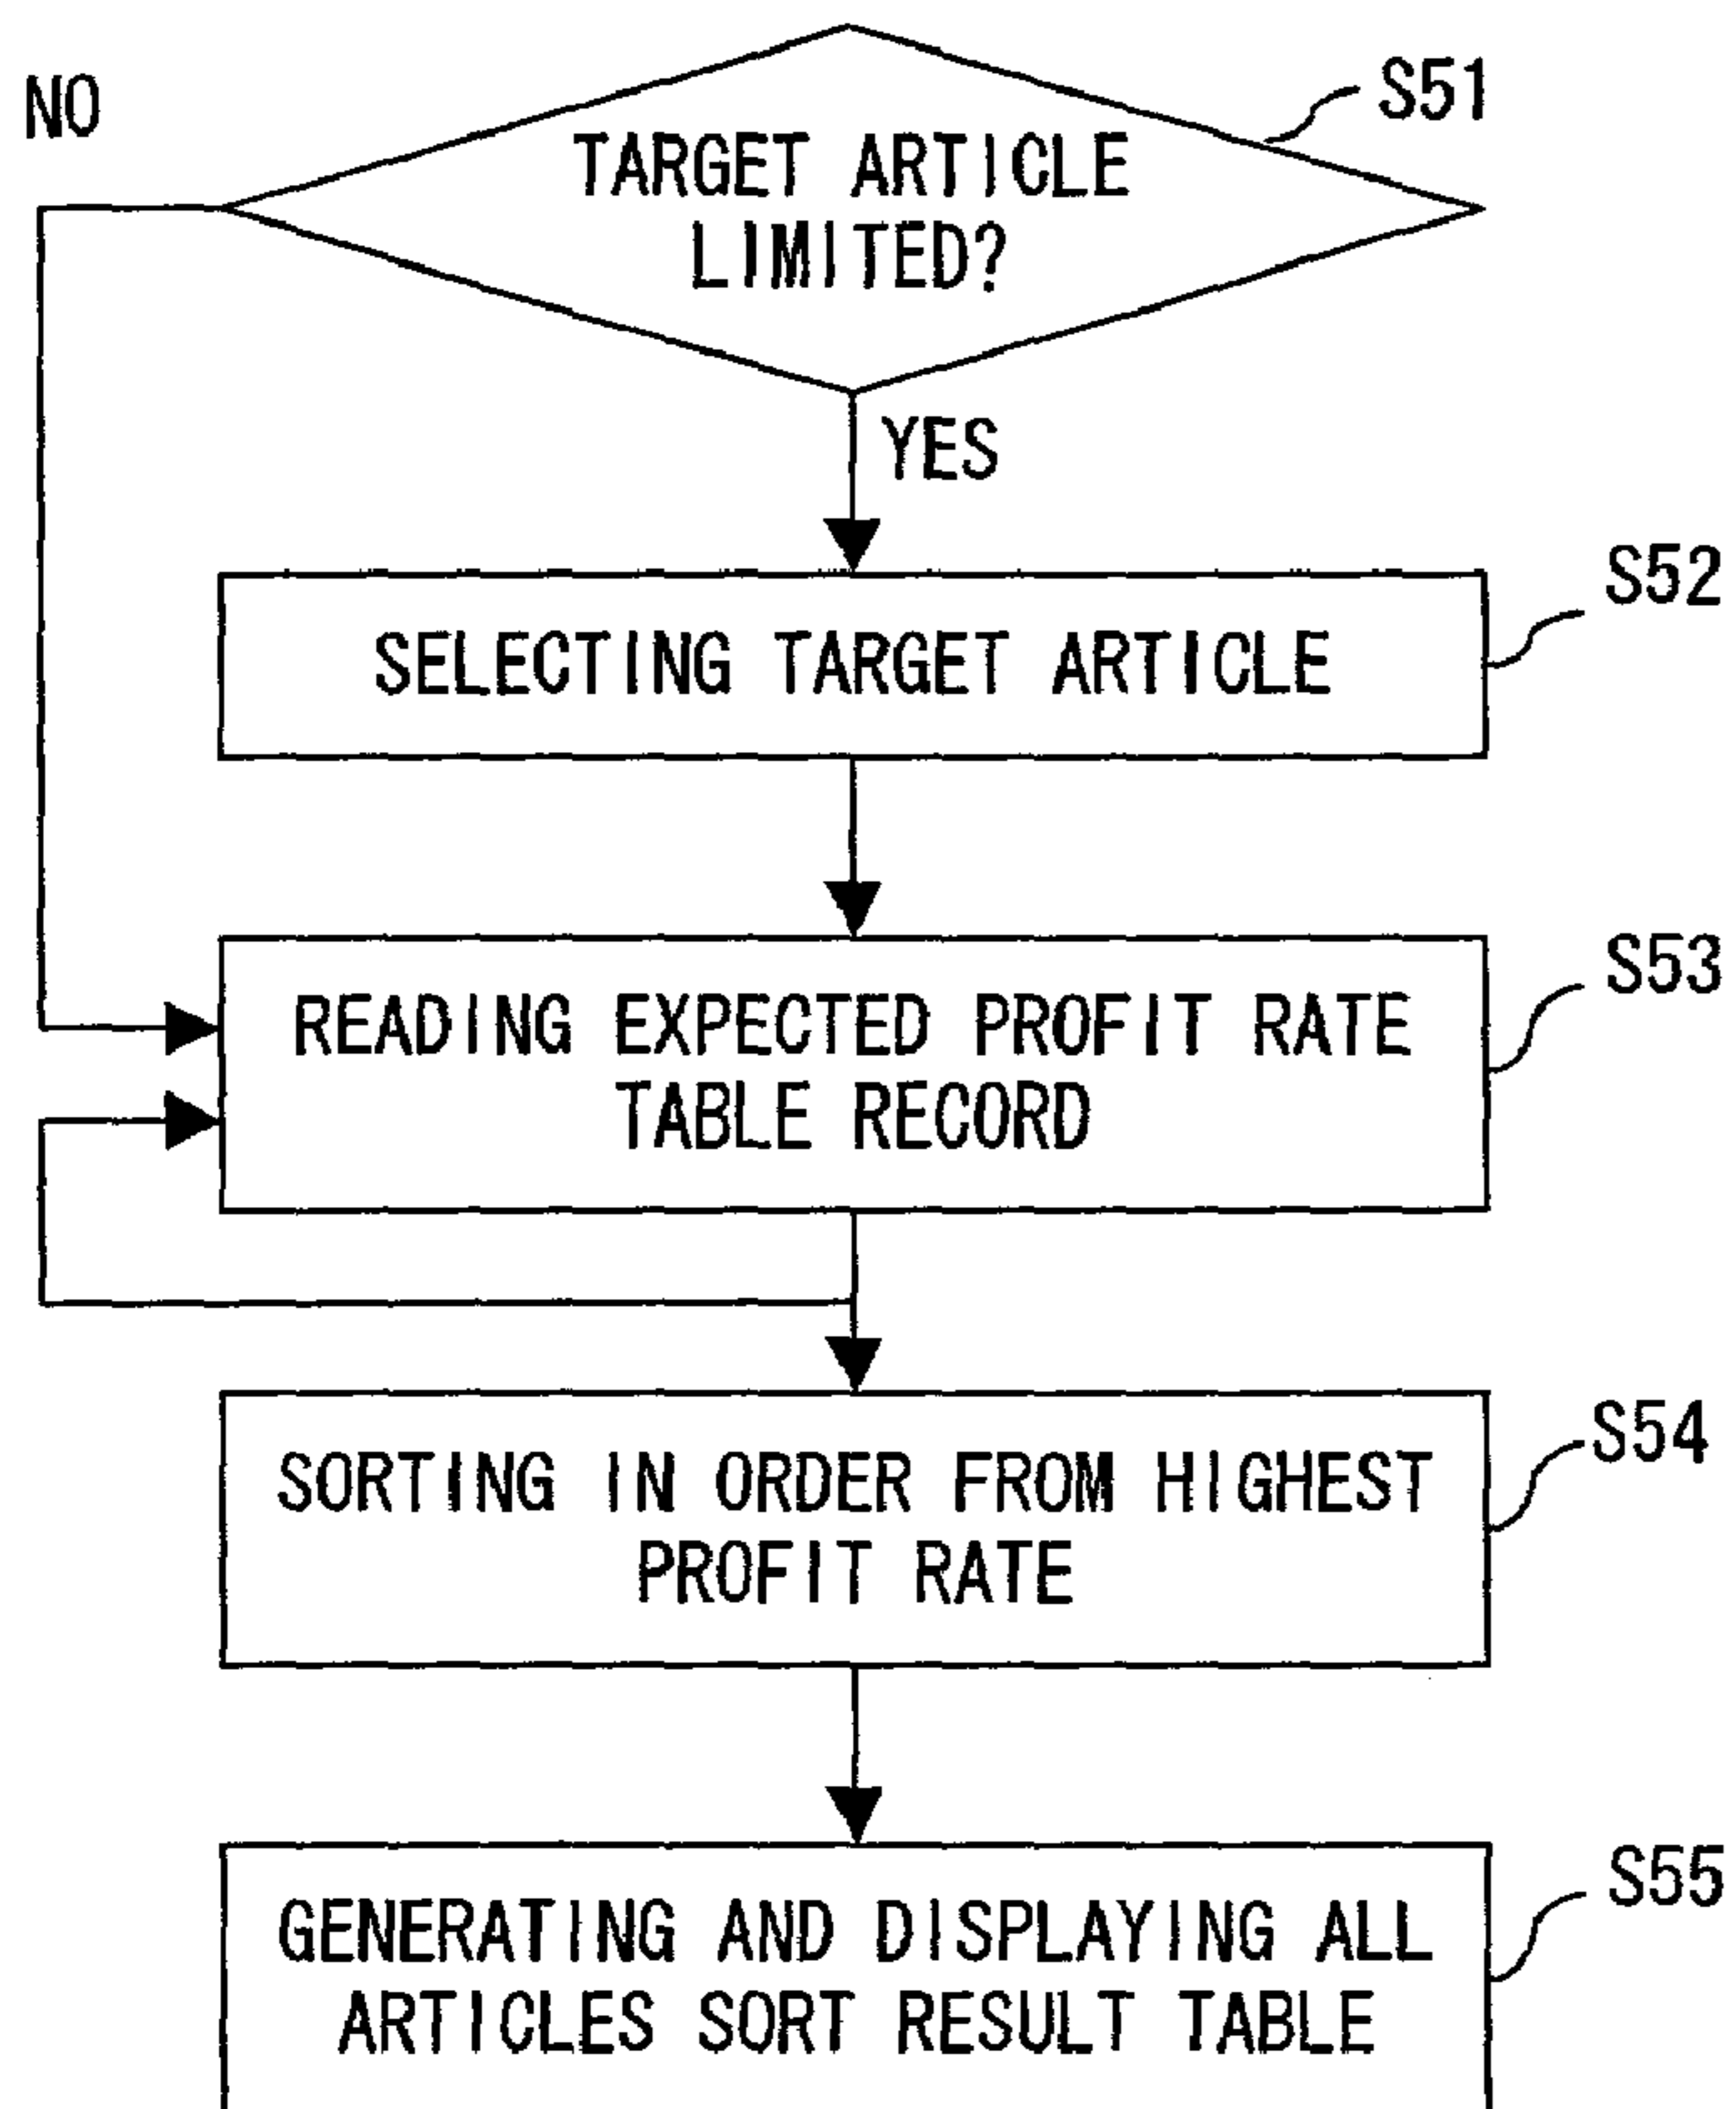 NO
S51
TARGET ARTICLE
LIMITED?
YES
S52
SELECTING TARGET ARTICLE
S53
READING EXPECTED PROFIT RATE
TABLE RECORD
S54
SORTING IN ORDER FROM HIGHEST
PROFIT RATE
S55
GENERATING AND DISPLAYING ALL
ARTICLES SORT RESULT TABLE